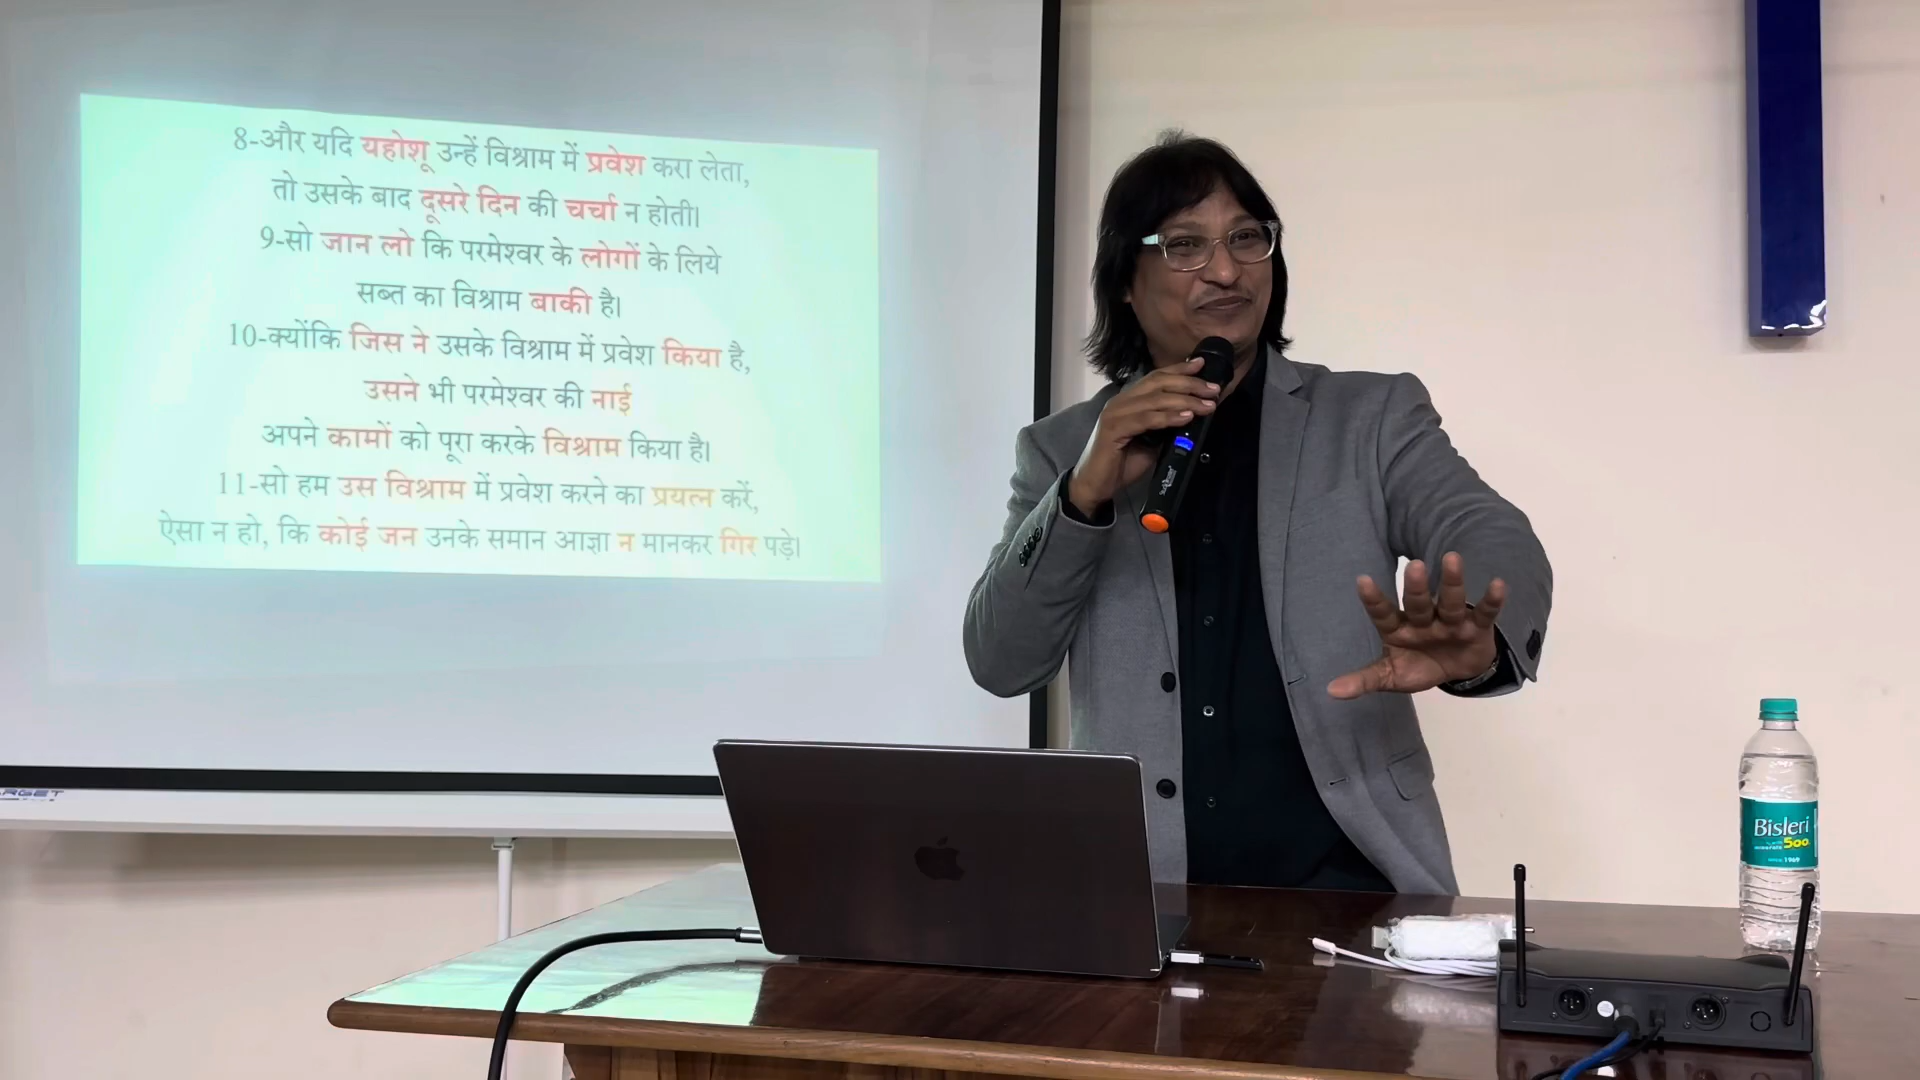 8-और यदि यहोशू उन्हें विश्राम में प्रवेश करा लेता,
तो उसके बाद दूसरे दिन की चर्चा न होती।
9-सो जान लो कि परमेश्वर के लोगों के लिये
सब्त का विश्राम बाकी है।
10-क्योंकि जिस ने उसके विश्राम में प्रवेश किया है,
उसने भी परमेश्वर की नाई
अपने कामों को पूरा करके विश्राम किया है।
11-सो हम उस विश्राम में प्रवेश करने का प्रयत्न करें,
ऐसा न हो, कि कोई जन उनके समान आज्ञा न मानकर गिर पड़े।
ARGET
Bisleri
500
1969